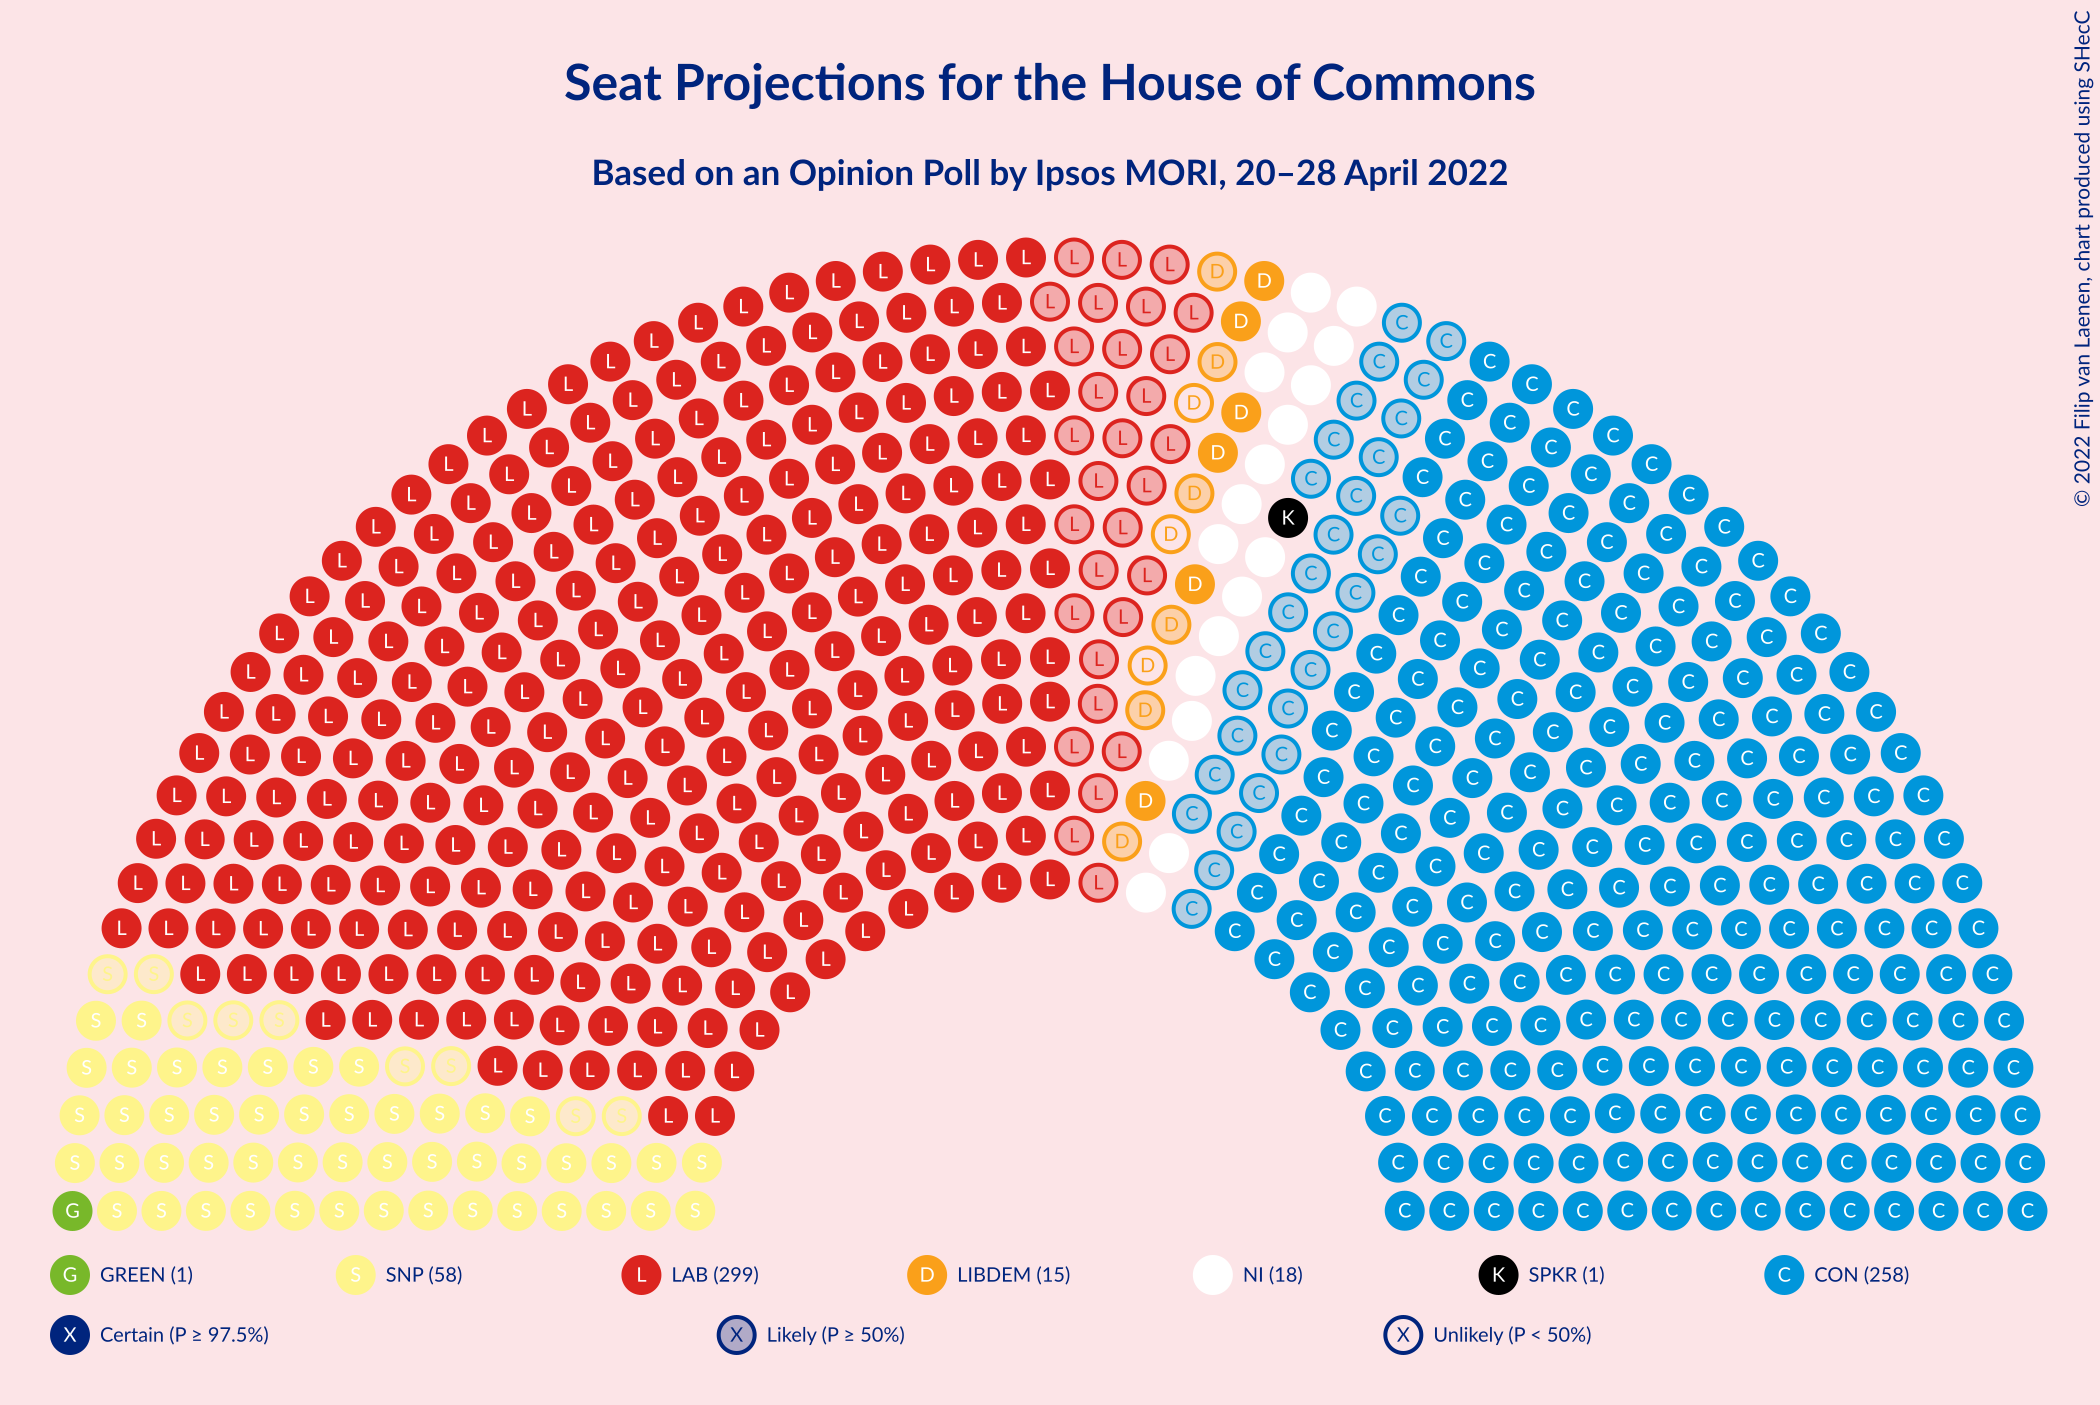 Seat Projections for the House of Commons
Based on an Opinion Poll by Ipsos MORI, 20–28 April 2022
© 2022 Filip van Laenen, chart produced using SHecC
G GREEN (1)
S SNP (58)
L LAB (299)
D LIBDEM (15)
NI (18)
K SPKR (1)
C CON (258)
X Certain (P ≥ 97.5%)
X Likely (P ≥ 50%)
X Unlikely (P < 50%)